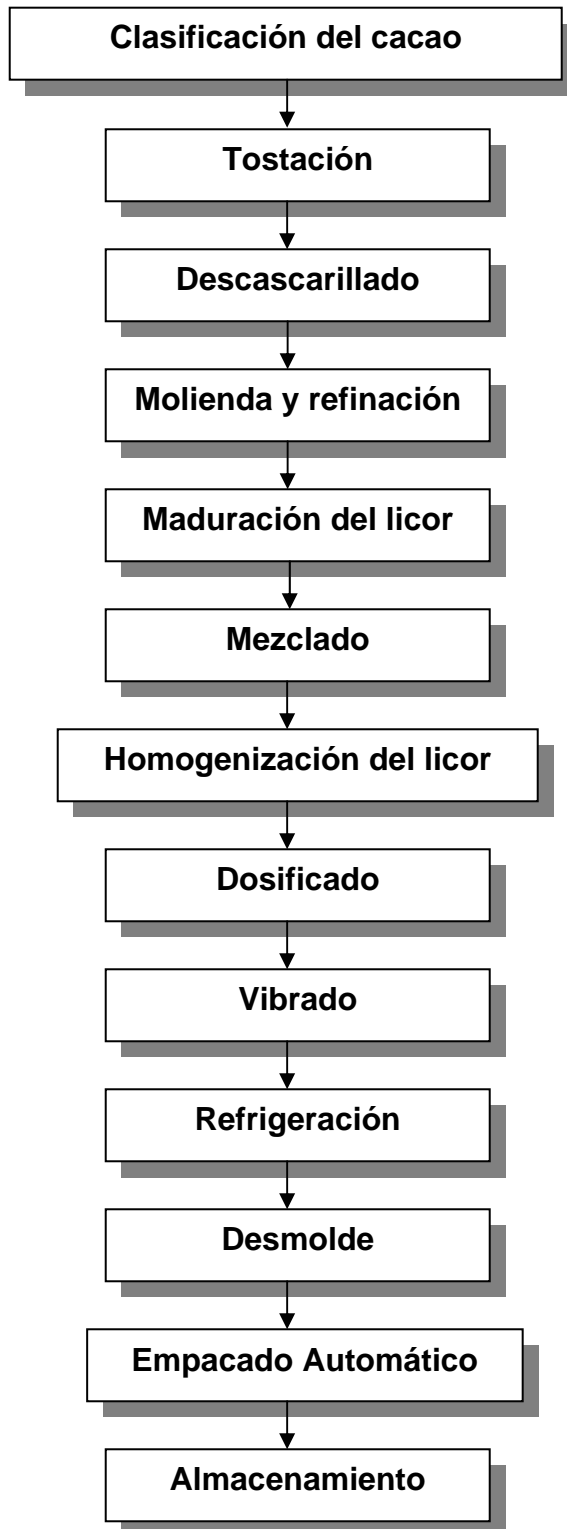 Clasificación del cacao
Tostación
Descascarillado
Molienda y refinación
Maduración del licor
Mezclado
Homogenización del licor
Dosificado
Vibrado
Refrigeración
Desmolde
Empacado Automático
Almacenamiento